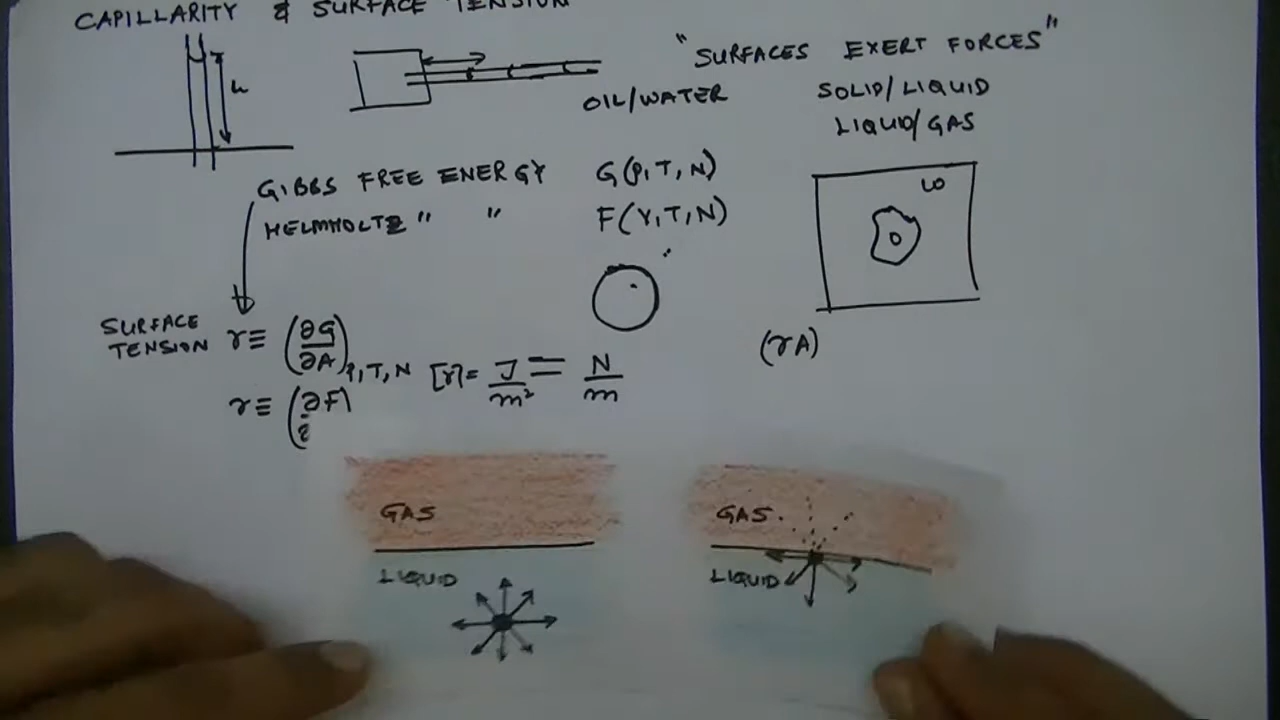 CAPILLARITY & SURFACE TENSION
"SURFACES EXERT FORCES"
h
OIL/WATER
SOLID/LIQUID
LIQUID/GAS
GIBBS FREE ENERGY G(P,T,N)
HELMHOLTZ " " F(V,T,N)
ω
O
SURFACE
TENSION γ≡ (∂G/∂A)P,T,N [γ]= J/m² = N/m
(γA)
γ≡ (∂F)
GAS
LIQUID
GAS.
LIQUID